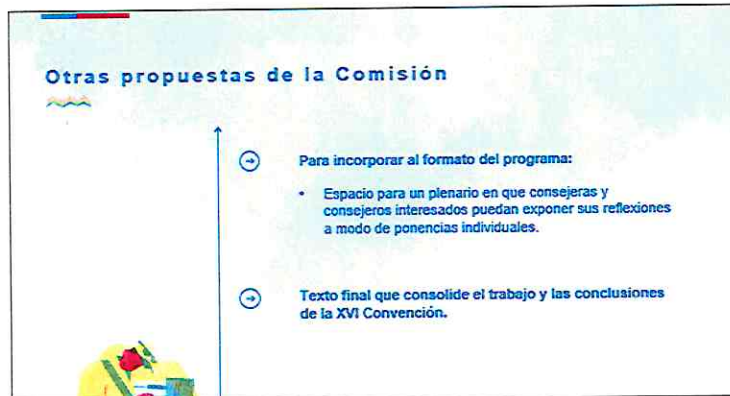 Otras propuestas de la Comisión
Para incorporar al formato del programa:
• Espacio para un plenario en que consejeras y
consejeros interesados puedan exponer sus reflexiones
a modo de ponencias individuales.
Texto final que consolide el trabajo y las conclusiones
de la XVI Convención.